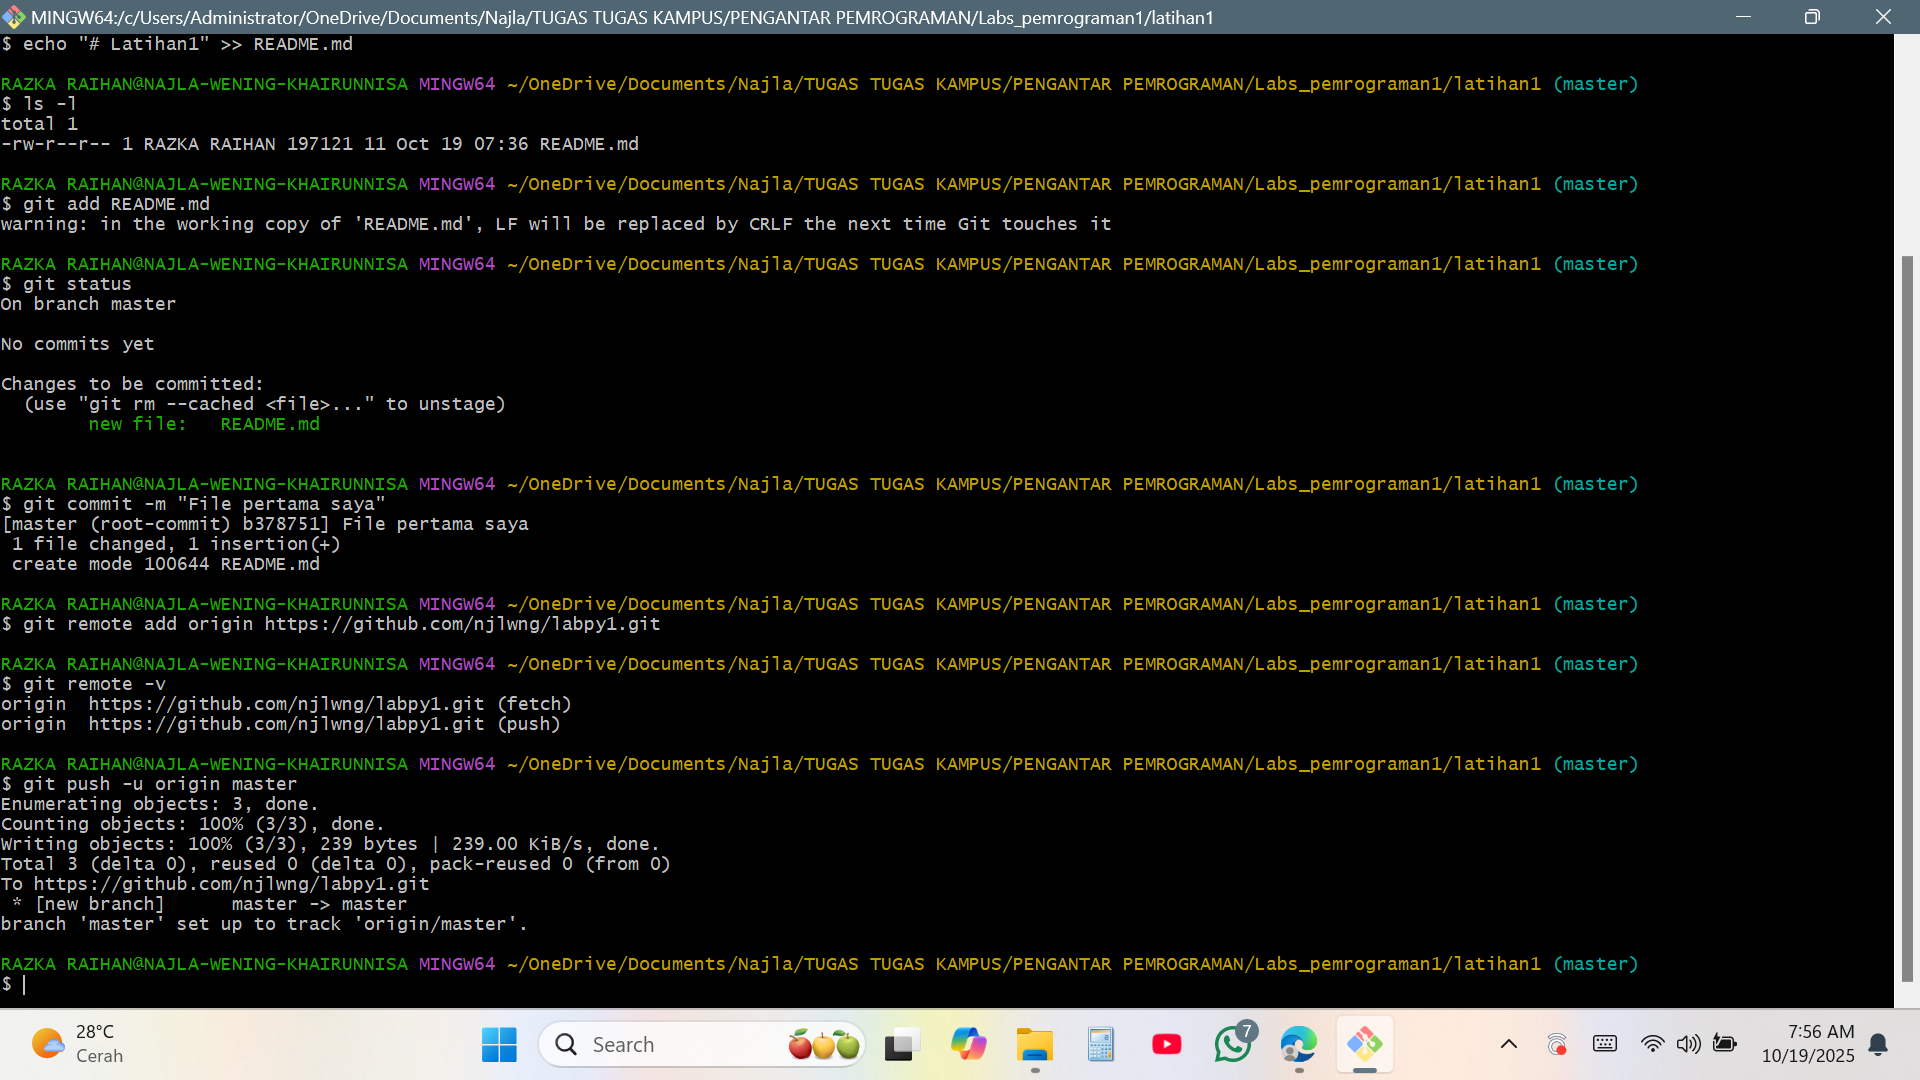 MINGW64:/c/Users/Administrator/OneDrive/Documents/Najla/TUGAS TUGAS KAMPUS/PENGANTAR PEMROGRAMAN/Labs_pemrograman1/latihan1
$ echo "# Latihan1" >> README.md
RAZKA RAIHAN@NAJLA-WENING-KHAIRUNNISA MINGW64 ~/OneDrive/Documents/Najla/TUGAS TUGAS KAMPUS/PENGANTAR PEMROGRAMAN/Labs_pemrograman1/latihan1 (master)
$ ls -l
total 1
-rw-r--r-- 1 RAZKA RAIHAN 197121 11 Oct 19 07:36 README.md
RAZKA RAIHAN@NAJLA-WENING-KHAIRUNNISA MINGW64 ~/OneDrive/Documents/Najla/TUGAS TUGAS KAMPUS/PENGANTAR PEMROGRAMAN/Labs_pemrograman1/latihan1 (master)
$ git add README.md
warning: in the working copy of 'README.md', LF will be replaced by CRLF the next time Git touches it
RAZKA RAIHAN@NAJLA-WENING-KHAIRUNNISA MINGW64 ~/OneDrive/Documents/Najla/TUGAS TUGAS KAMPUS/PENGANTAR PEMROGRAMAN/Labs_pemrograman1/latihan1 (master)
$ git status
On branch master
No commits yet
Changes to be committed:
  (use "git rm --cached <file>..." to unstage)
        new file:   README.md
RAZKA RAIHAN@NAJLA-WENING-KHAIRUNNISA MINGW64 ~/OneDrive/Documents/Najla/TUGAS TUGAS KAMPUS/PENGANTAR PEMROGRAMAN/Labs_pemrograman1/latihan1 (master)
$ git commit -m "File pertama saya"
[master (root-commit) b378751] File pertama saya
 1 file changed, 1 insertion(+)
 create mode 100644 README.md
RAZKA RAIHAN@NAJLA-WENING-KHAIRUNNISA MINGW64 ~/OneDrive/Documents/Najla/TUGAS TUGAS KAMPUS/PENGANTAR PEMROGRAMAN/Labs_pemrograman1/latihan1 (master)
$ git remote add origin https://github.com/njlwng/labpy1.git
RAZKA RAIHAN@NAJLA-WENING-KHAIRUNNISA MINGW64 ~/OneDrive/Documents/Najla/TUGAS TUGAS KAMPUS/PENGANTAR PEMROGRAMAN/Labs_pemrograman1/latihan1 (master)
$ git remote -v
origin  https://github.com/njlwng/labpy1.git (fetch)
origin  https://github.com/njlwng/labpy1.git (push)
RAZKA RAIHAN@NAJLA-WENING-KHAIRUNNISA MINGW64 ~/OneDrive/Documents/Najla/TUGAS TUGAS KAMPUS/PENGANTAR PEMROGRAMAN/Labs_pemrograman1/latihan1 (master)
$ git push -u origin master
Enumerating objects: 3, done.
Counting objects: 100% (3/3), done.
Writing objects: 100% (3/3), 239 bytes | 239.00 KiB/s, done.
Total 3 (delta 0), reused 0 (delta 0), pack-reused 0 (from 0)
To https://github.com/njlwng/labpy1.git
 * [new branch]      master -> master
branch 'master' set up to track 'origin/master'.
RAZKA RAIHAN@NAJLA-WENING-KHAIRUNNISA MINGW64 ~/OneDrive/Documents/Najla/TUGAS TUGAS KAMPUS/PENGANTAR PEMROGRAMAN/Labs_pemrograman1/latihan1 (master)
$
28°C
Cerah
Search
7
7:56 AM
10/19/2025